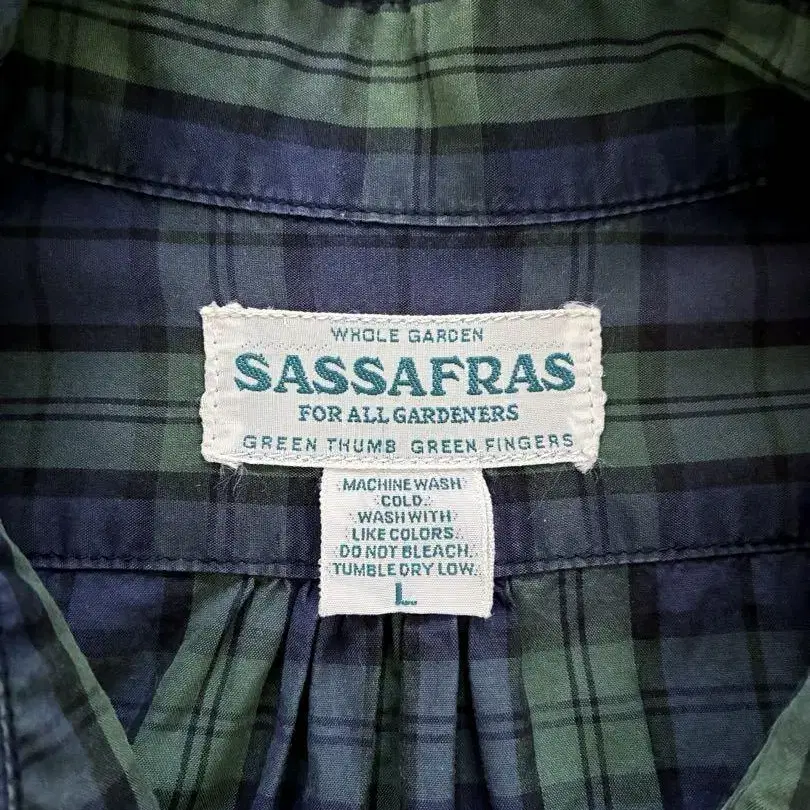 WHOLE GARDEN
SASSAFRAS
FOR ALL GARDENERS
GREEN THUMB GREEN FINGERS
MACHINE WASH
COLD.
WASH WITH
LIKE COLORS.
DO NOT BLEACH.
TUMBLE DRY LOW.
L